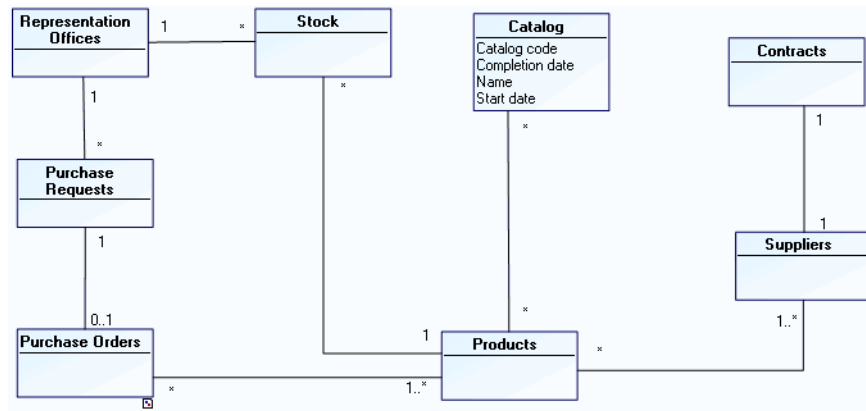 Representation
Offices
1
*
Stock
Catalog
Catalog code
Completion date
Name
Start date
Contracts
1
*
*
*
1
Purchase
Requests
1
1
Suppliers
0..1
1..*
*
Purchase Orders
1
Products
*
*
1..*